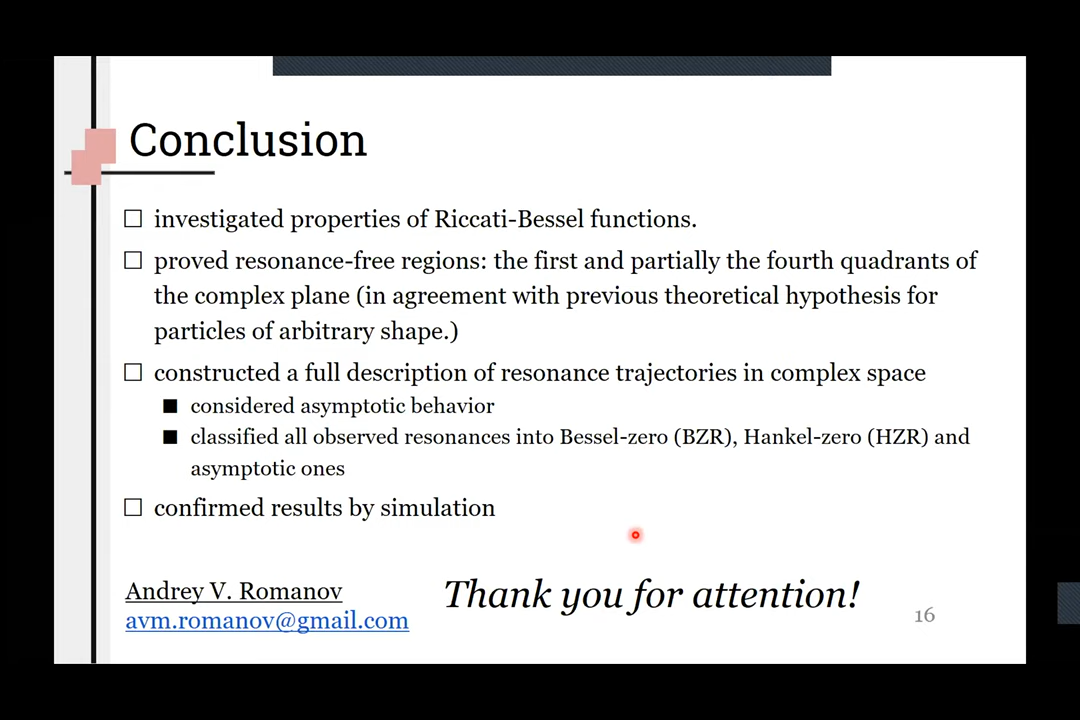 Conclusion
investigated properties of Riccati-Bessel functions.
proved resonance-free regions: the first and partially the fourth quadrants of
the complex plane (in agreement with previous theoretical hypothesis for
particles of arbitrary shape.)
constructed a full description of resonance trajectories in complex space
considered asymptotic behavior
classified all observed resonances into Bessel-zero (BZR), Hankel-zero (HZR) and
asymptotic ones
confirmed results by simulation
Andrey V. Romanov
avm.romanov@gmail.com
Thank you for attention!
16